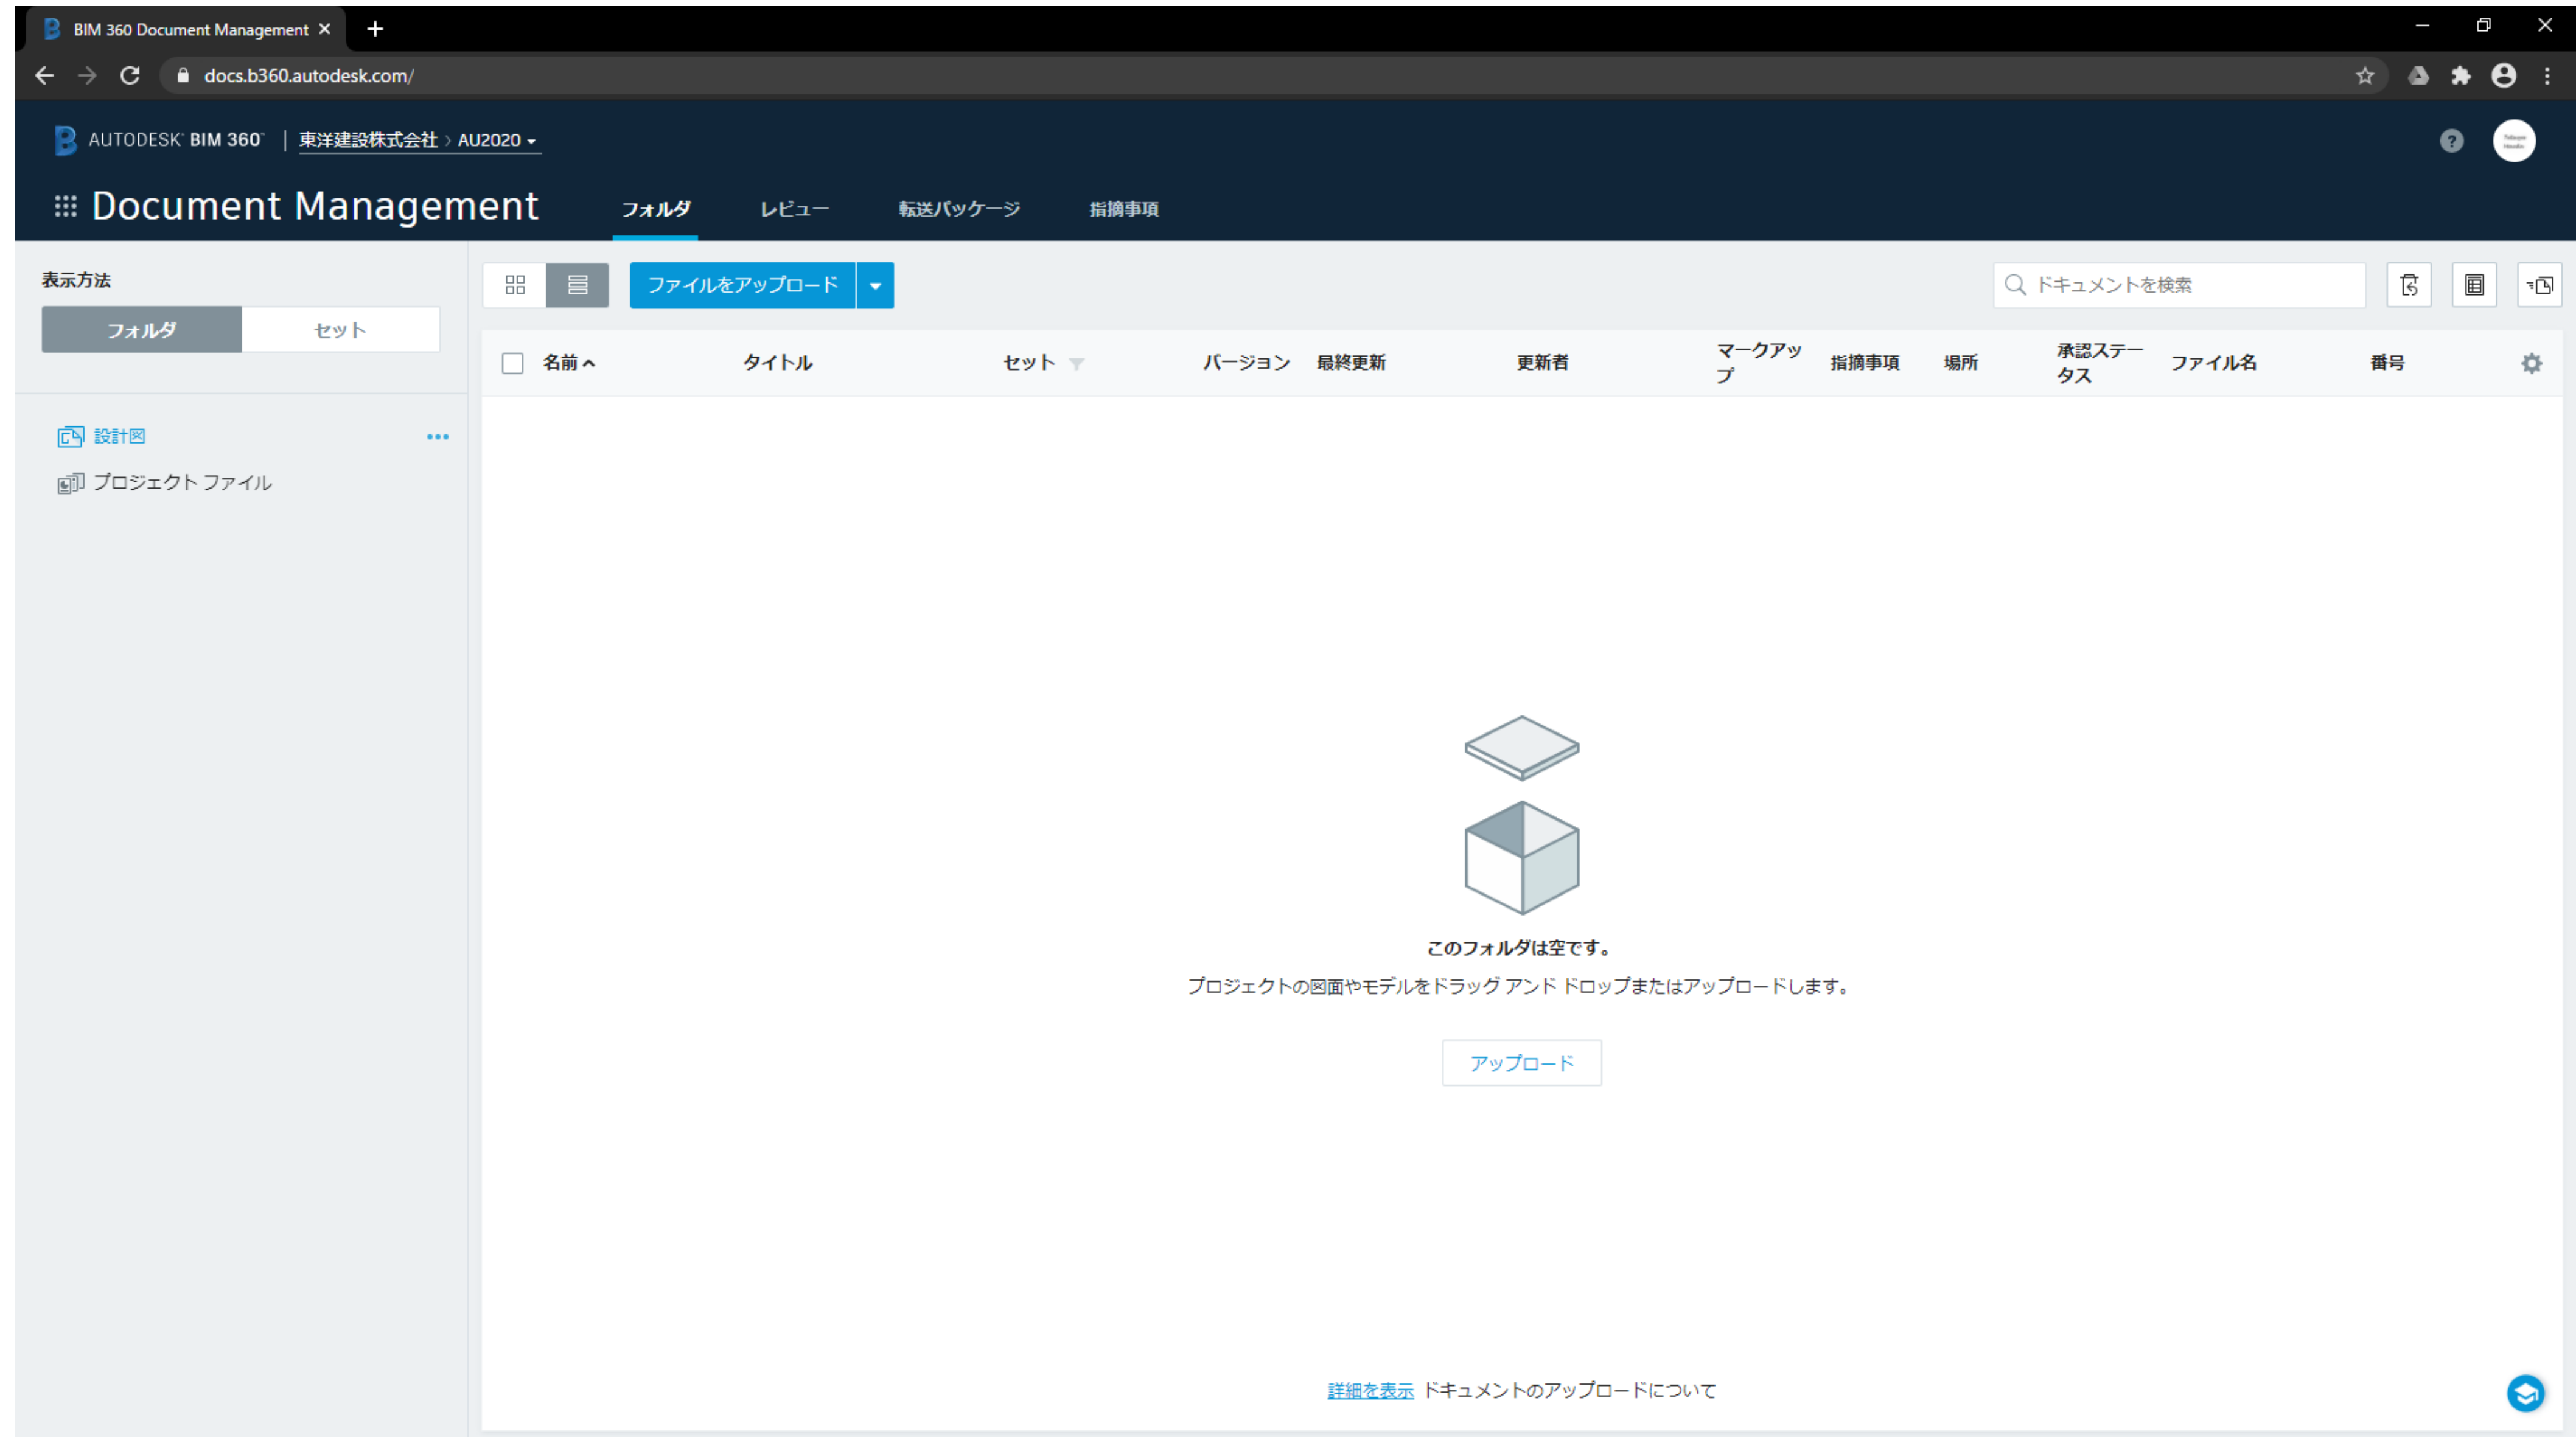 BIM 360 Document Management
docs.b360.autodesk.com/
AUTODESK® BIM 360™ 東洋建設株式会社 > AU2020
Document Management フォルダ レビュー 転送パッケージ 指摘事項
表示方法
フォルダ セット
ファイルをアップロード
ドキュメントを検索
名前 タイトル セット バージョン 最終更新 更新者 マークアップ 指摘事項 場所 承認ステータス ファイル名 番号
設計図
プロジェクト ファイル
このフォルダは空です。
プロジェクトの図面やモデルをドラッグ アンド ドロップまたはアップロードします。
アップロード
詳細を表示 ドキュメントのアップロードについて